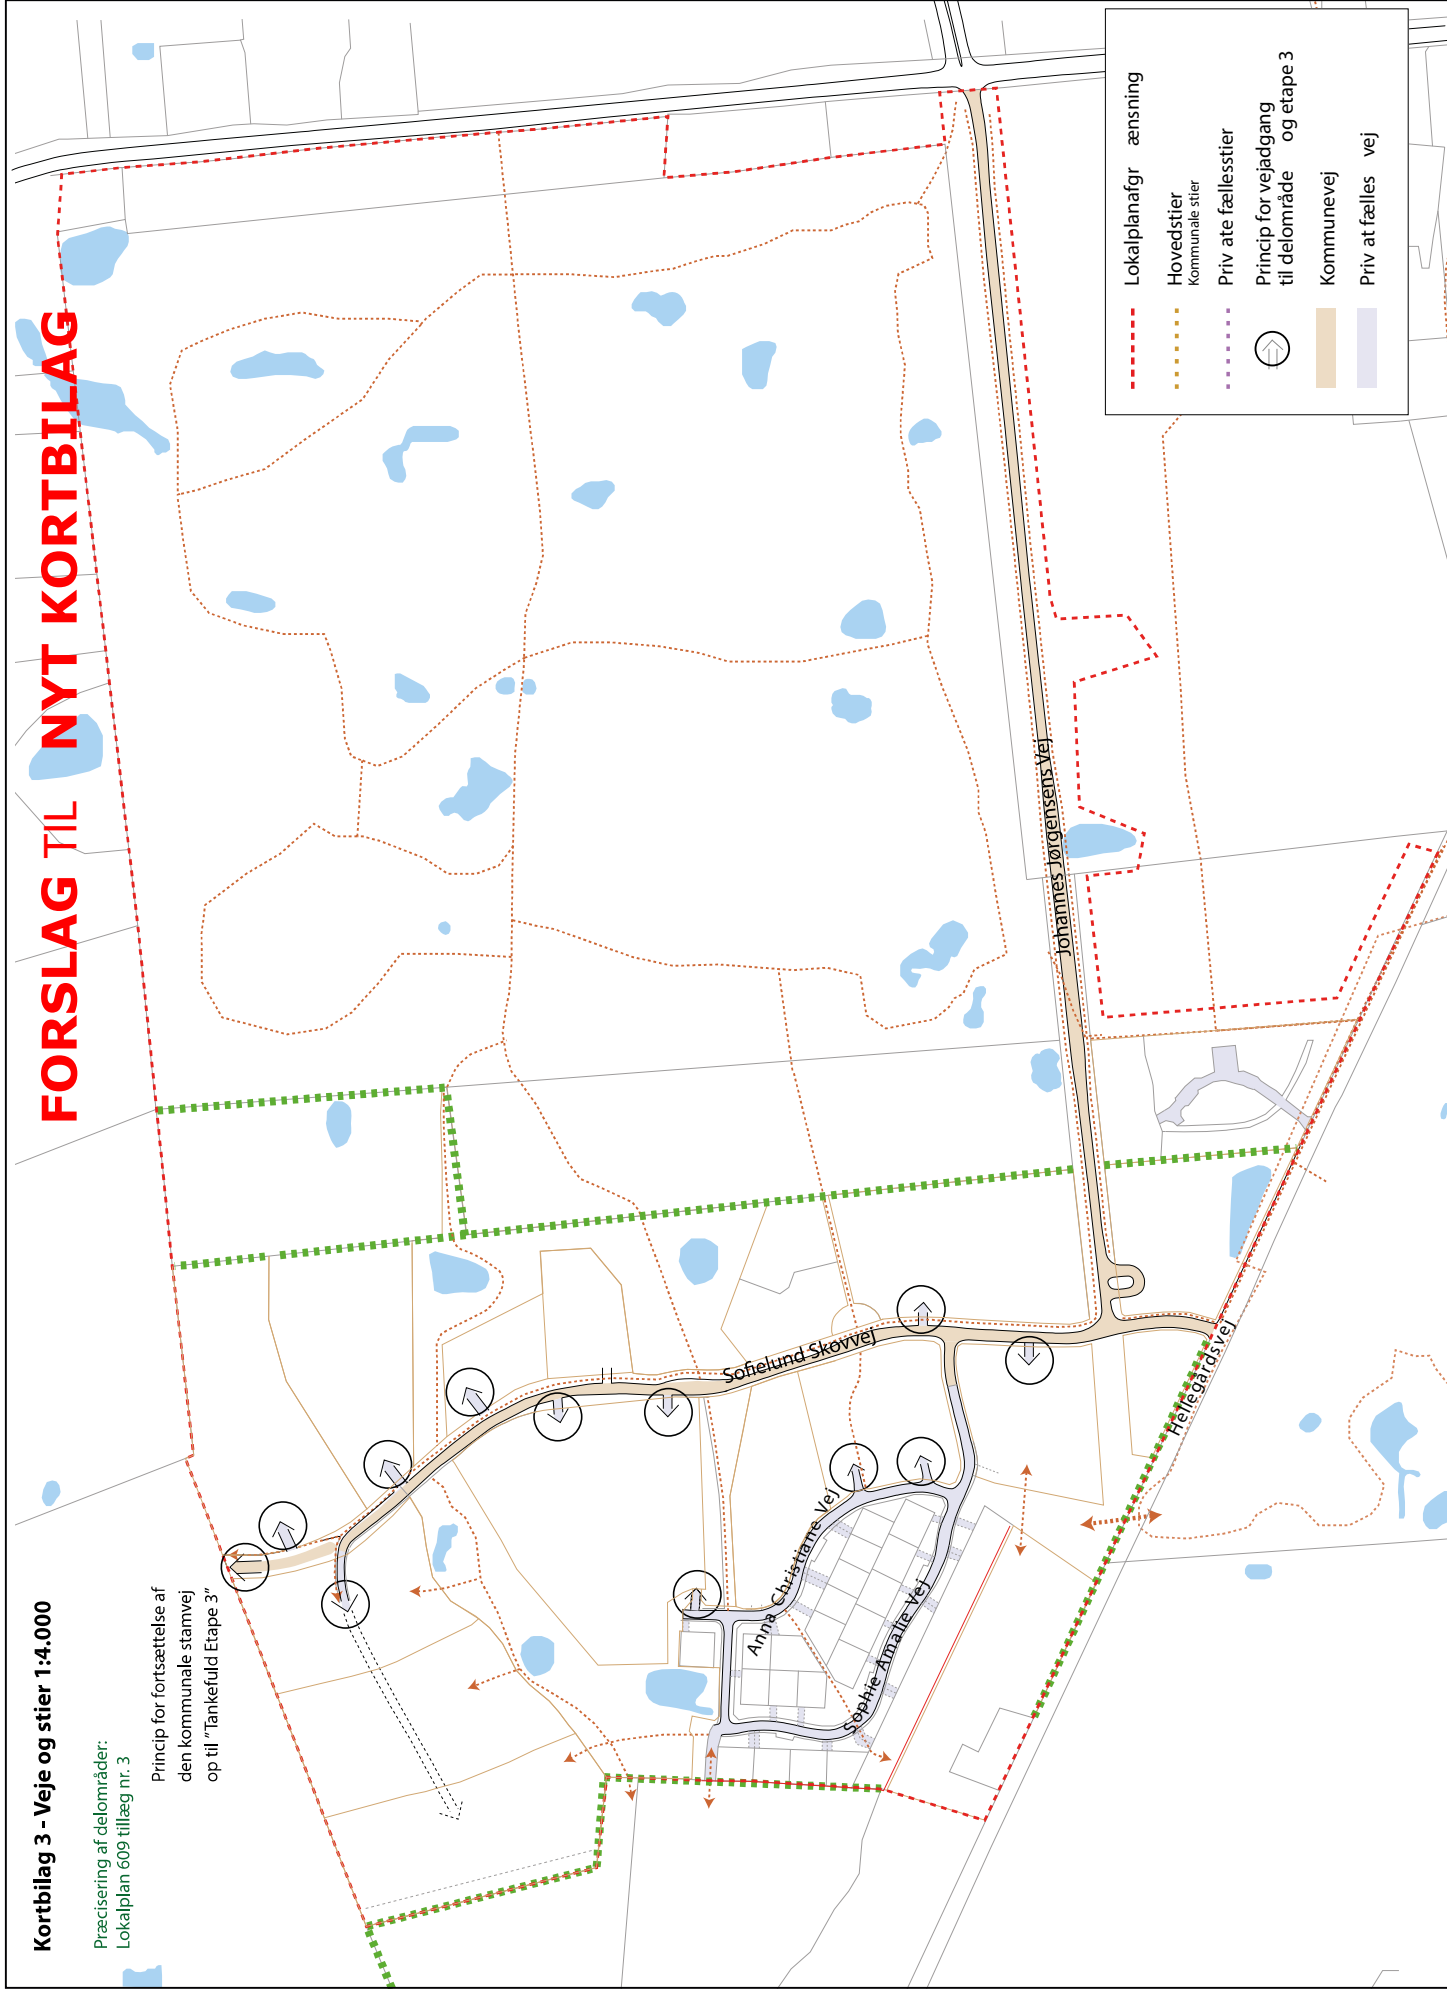 FORSLAG TIL NYT KORTBILAG
Kortbilag 3 - Veje og stier 1:4.000
Præcisering af delområder:
Lokalplan 609 tillæg nr. 3
Princip for fortsættelse af
den kommunale stamvej
op til "Tankefuld Etape 3"
Sofielund Skovvej
Johannes Jørgensens Vej
Anna Christiane Vej
Sophie Amalie Vej
Hellegårdsvej
Lokalplanafgr ænsning
Hovedstier
Kommunale stier
Priv ate fællesstier
Princip for vejadgang
til delområde og etape 3
Kommunevej
Priv at fælles vej